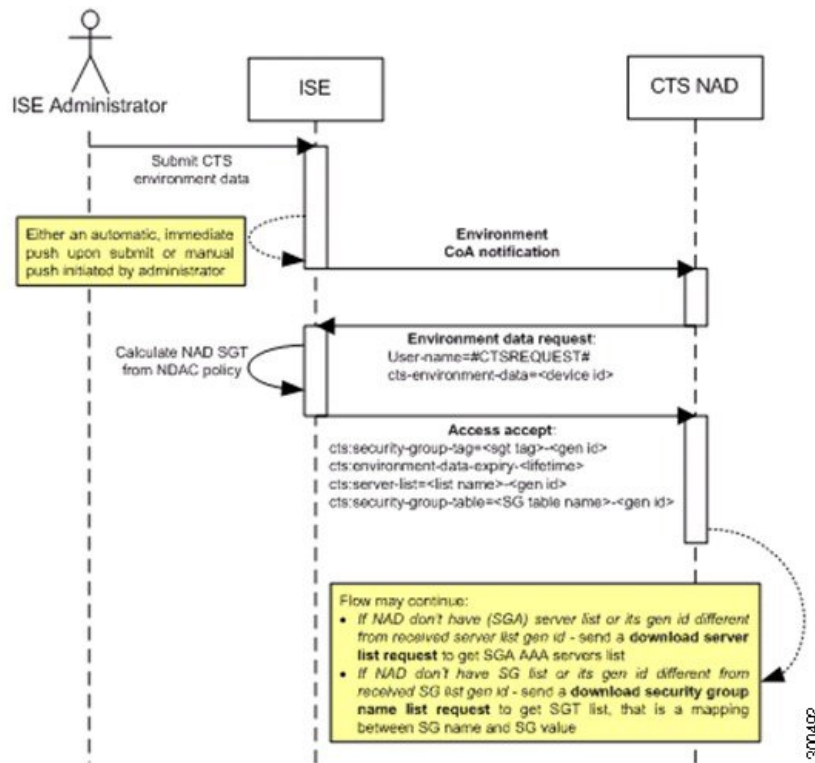 ISE Administrator
ISE
CTS NAD
Submit CTS
environment data
Either an automatic, immediate
push upon submit or manual
push initiated by administrator
Environment
CoA notification
Calculate NAD SGT
from NDAC policy
Environment data request:
User-name=#CTSREQUEST#
cts-environment-data=<device id>
Access accept:
cts:security-group-tag=<sgt tag>-<gen id>
cts:environment-data-expiry-<lifetime>
cts:server-list=<list name>-<gen id>
cts:security-group-table=<SG table name>-<gen id>
Flow may continue:
• If NAD don't have (SGA) server list or its gen id different
from received server list gen id - send a download server
list request to get SGA AAA servers list
• If NAD don't have SG list or its gen id different from
received SG list gen id - send a download security group
name list request to get SGT list, that is a mapping
between SG name and SG value
300492